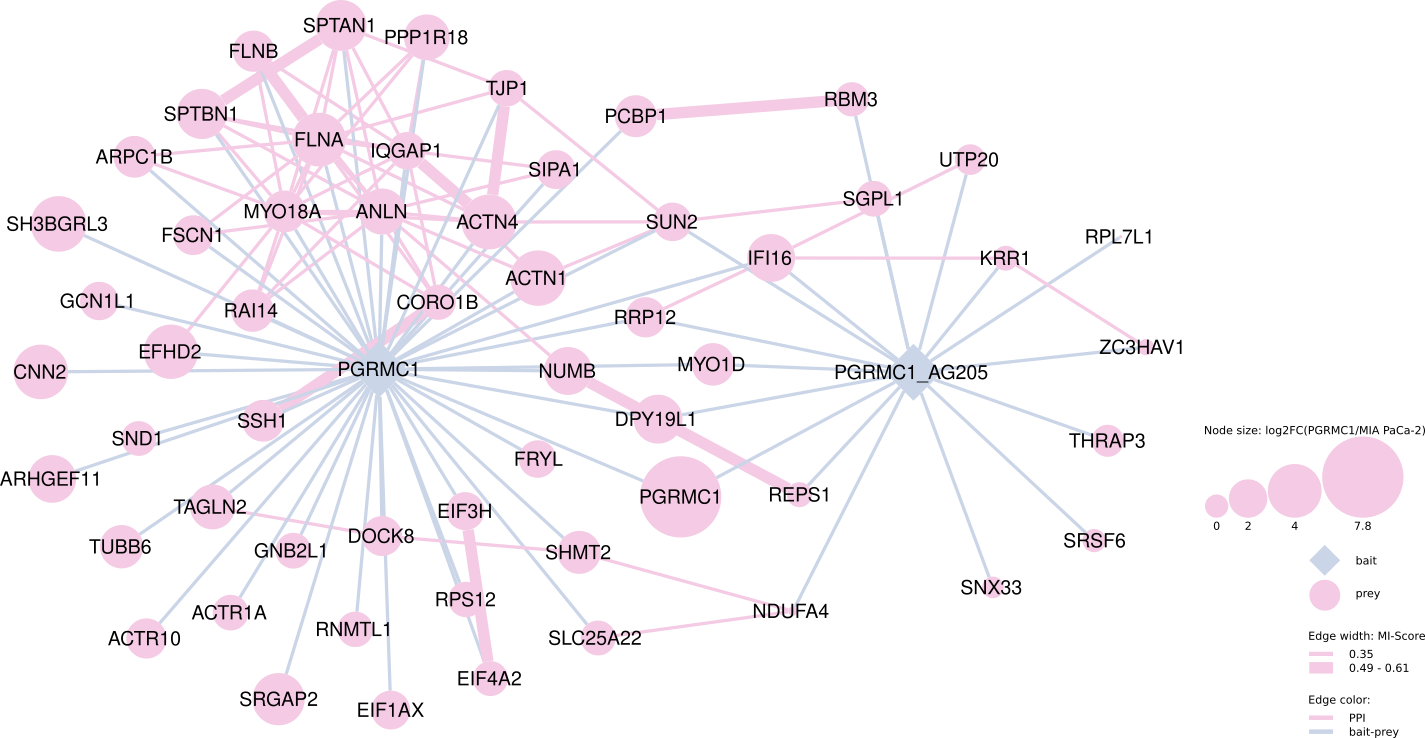 SPTAN1
PPP1R18
FLNB
TJP1
RBM3
SPTBN1
PCBP1
FLNA
IQGAP1
ARPC1B
UTP20
SIPA1
SGPL1
MYO18A
ANLN
ACTN4
SUN2
SH3BGRL3
FSCN1
RPL7L1
IFI16
KRR1
ACTN1
GCN1L1
CORO1B
RAI14
RRP12
ZC3HAV1
EFHD2
MYO1D
CNN2
PGRMC1
NUMB
PGRMC1_AG205
SSH1
DPY19L1
SND1
THRAP3
FRYL
ARHGEF11
PGRMC1
REPS1
TAGLN2
EIF3H
DOCK8
TUBB6
GNB2L1
SHMT2
SRSF6
SNX33
RPS12
ACTR1A
NDUFA4
RNMTL1
ACTR10
SLC25A22
EIF4A2
SRGAP2
EIF1AX
Node size: log2FC(PGRMC1/MIA PaCa-2)
0 2 4 7.8
bait
prey
Edge width: MI-Score
0.35
0.49 - 0.61
Edge color:
PPI
bait-prey